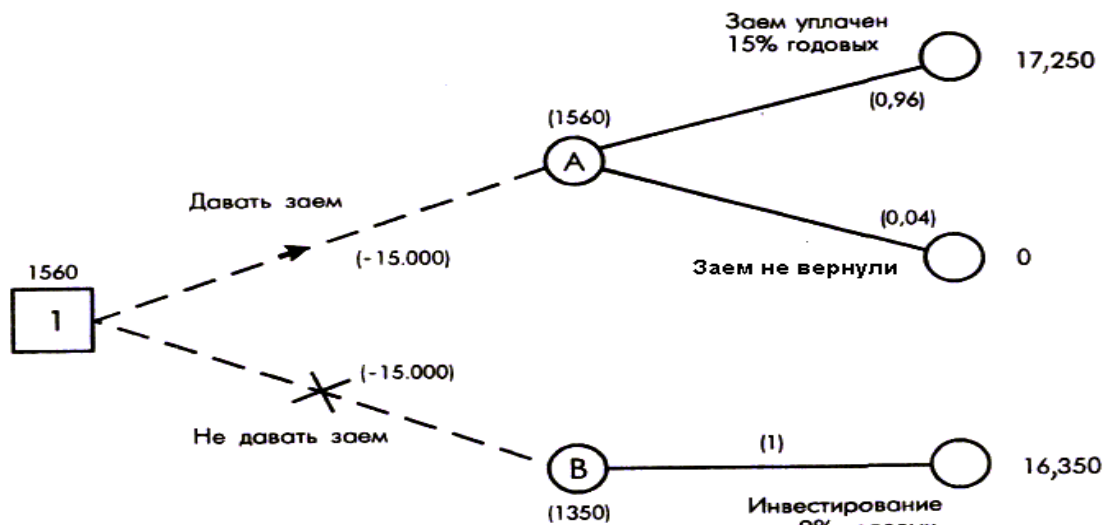 Заем уплачен
15% годовых
17,250
(0,96)
(1560)
A
Давать заем
(-15.000)
(0,04)
Заем не вернули
0
1560
1
(-15.000)
Не давать заем
(1)
B
16,350
(1350)
Инвестирование